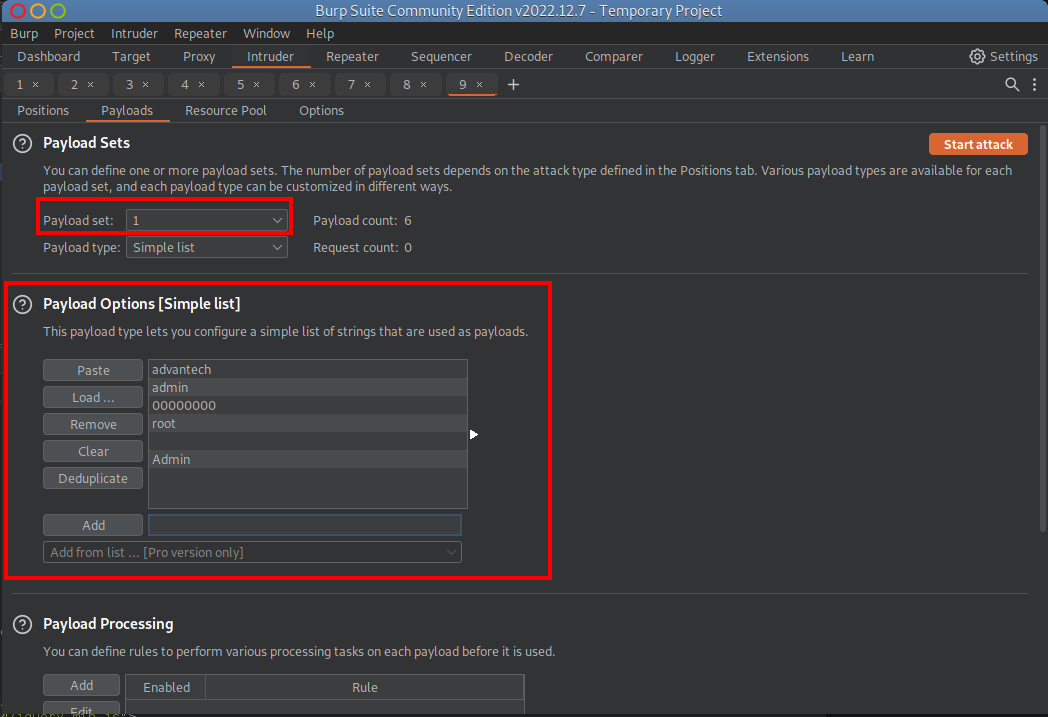 Burp Suite Community Edition v2022.12.7 - Temporary Project
Burp Project Intruder Repeater Window Help
Dashboard Target Proxy Intruder Repeater Sequencer Decoder Comparer Logger Extensions Learn Settings
1 × 2 × 3 × 4 × 5 × 6 × 7 × 8 × 9 × +
Positions Payloads Resource Pool Options
? Payload Sets Start attack
You can define one or more payload sets. The number of payload sets depends on the attack type defined in the Positions tab. Various payload types are available for each
payload set, and each payload type can be customized in different ways.
Payload set: 1 Payload count: 6
Payload type: Simple list Request count: 0
? Payload Options [Simple list]
This payload type lets you configure a simple list of strings that are used as payloads.
Paste advantech
admin
Load ... 00000000
Remove root
Clear Admin
Deduplicate
Add
Add from list ... [Pro version only]
? Payload Processing
You can define rules to perform various processing tasks on each payload before it is used.
Add Enabled Rule
Edit